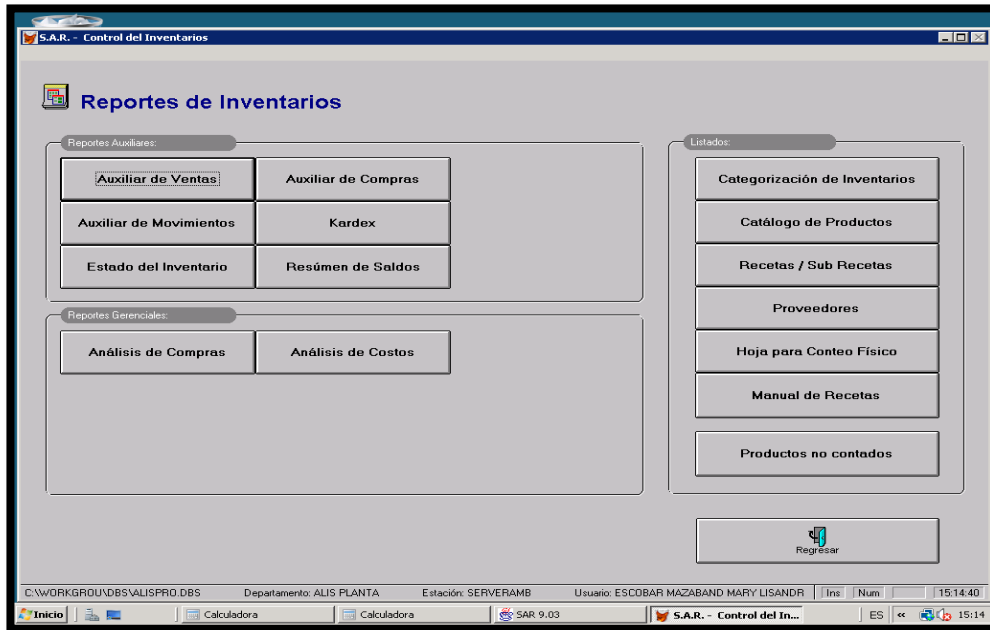 S.A.R. - Control del Inventarios
Reportes de Inventarios
Reportes Auxiliares:
Auxiliar de Ventas
Auxiliar de Compras
Auxiliar de Movimientos
Kardex
Estado del Inventario
Resúmen de Saldos
Reportes Gerenciales:
Análisis de Compras
Análisis de Costos
Listados:
Categorización de Inventarios
Catálogo de Productos
Recetas / Sub Recetas
Proveedores
Hoja para Conteo Físico
Manual de Recetas
Productos no contados
Regresar
C:\WORKGROU\DBS\ALISPRO.DBS Departamento: ALIS PLANTA Estación: SERVERAMB Usuario: ESCOBAR MAZABAND MARY LISANDR Ins Num 15:14:40
Inicio Calculadora Calculadora SAR 9.03 S.A.R. - Control del In... ES « 15:14